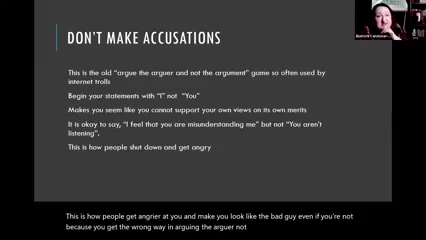 DON'T MAKE ACCUSATIONS
This is the old "argue the arguer and not the argument" game so often used by
internet trolls
Begin your statements with "I" not "You"
Makes you seem like you cannot support your own views on its own merits
It is okay to say, "I feel that you are misunderstanding me" but not "You aren't
listening".
This is how people shut down and get angry
This is how people get angrier at you and make you look like the bad guy even if you're not
because you get the wrong way in arguing the arguer not